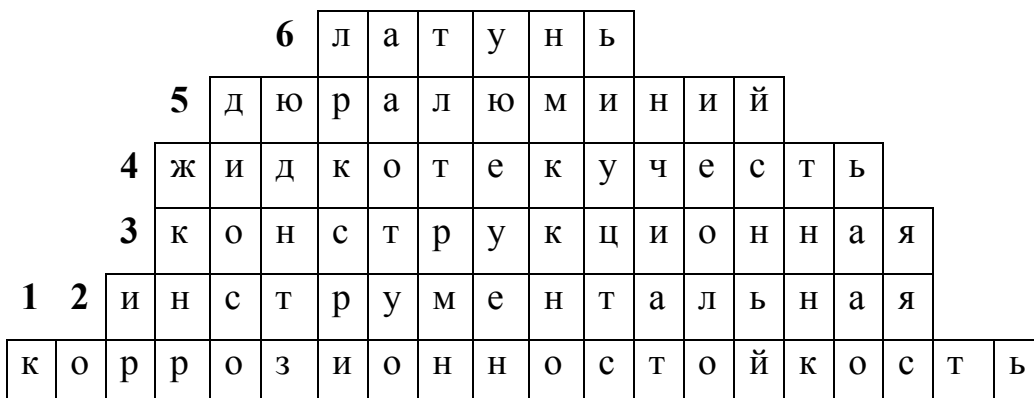 6 латунь
5 дюралюминий
4 жидкотекучесть
3 конструкционная
1 2 инструментальная
коррозионностойкость